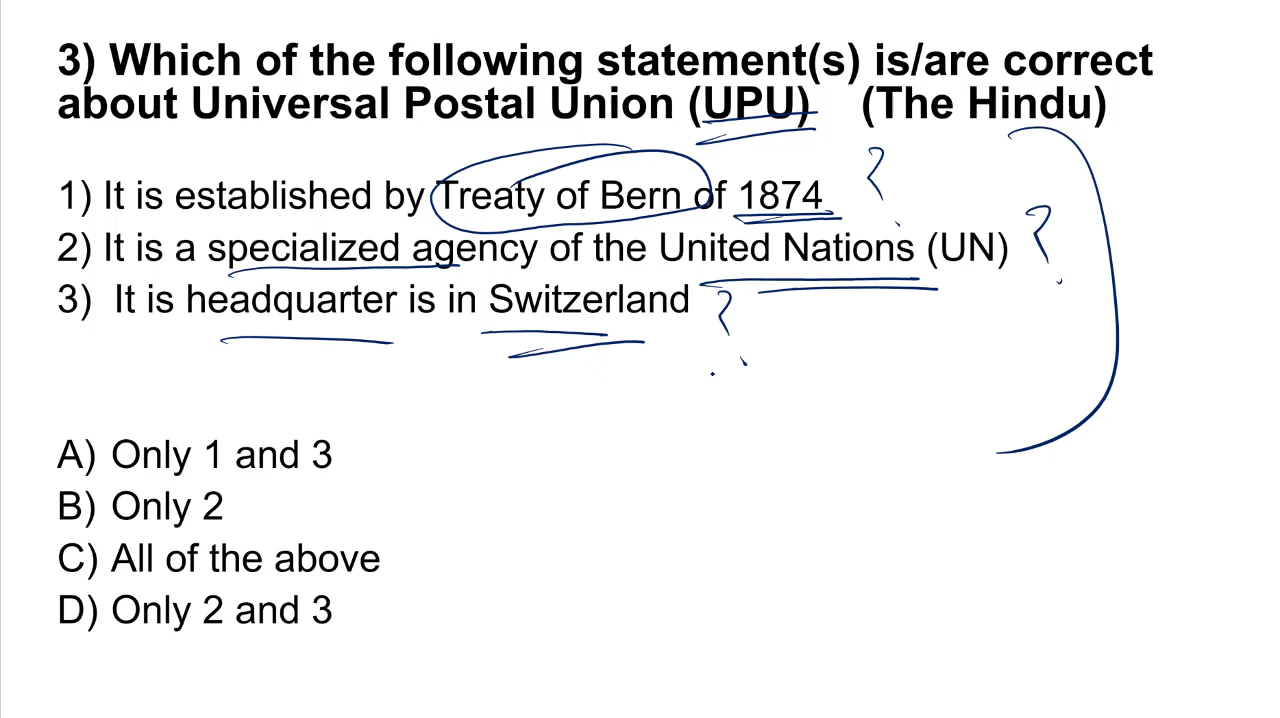 3) Which of the following statement(s) is/are correct
about Universal Postal Union (UPU) (The Hindu)
1) It is established by Treaty of Bern of 1874 ?
2) It is a specialized agency of the United Nations (UN) ?
3) It is headquarter is in Switzerland ?
A) Only 1 and 3
B) Only 2
C) All of the above
D) Only 2 and 3